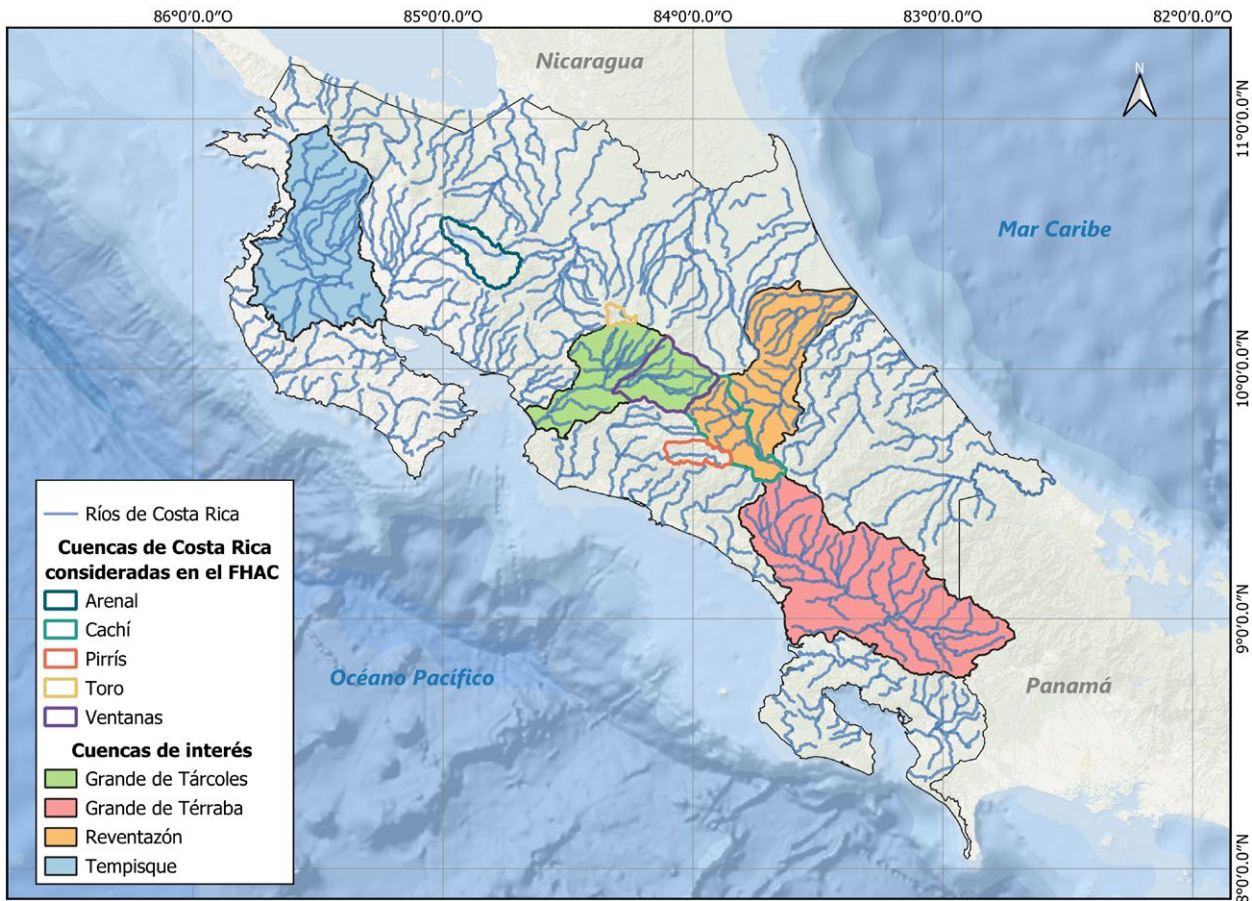 86°0′0.0″O 85°0′0.0″O 84°0′0.0″O 83°0′0.0″O 82°0′0.0″O
Nicaragua
N
11°0′0.0″N
Mar Caribe
10°0′0.0″N
Ríos de Costa Rica
Cuencas de Costa Rica
consideradas en el FHAC
Arenal
Cachí
Pirrís
Toro
Ventanas
Cuencas de interés
Grande de Tárcoles
Grande de Térraba
Reventazón
Tempisque
9°0′0.0″N
Océano Pacífico
Panamá
8°0′0.0″N